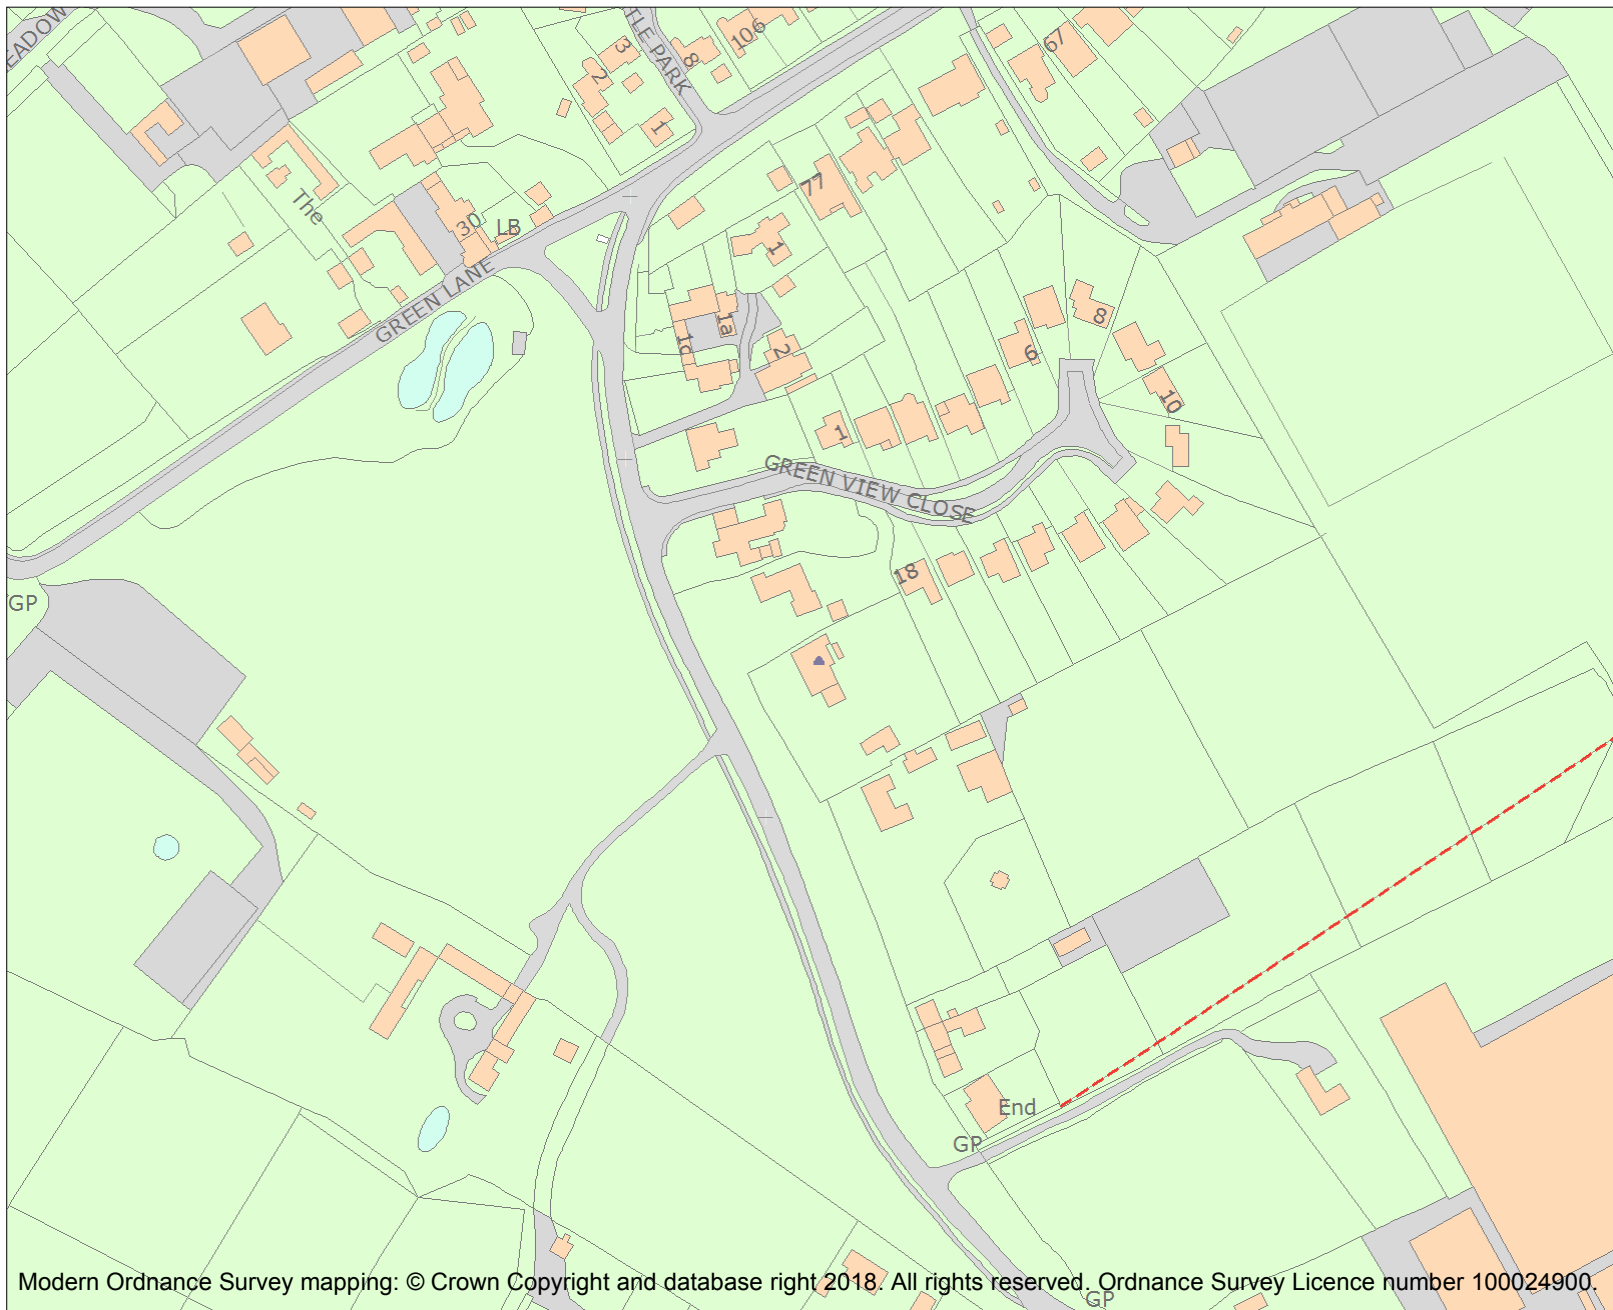 EADOW
TLE PARK
3
2
1
8
106
67
77
The
30
LB
GREEN LANE
1
1a
1c
2
8
6
10
1
GREEN VIEW CLOSE
18
GP
End
GP
GP
Modern Ordnance Survey mapping: © Crown Copyright and database right 2018. All rights reserved. Ordnance Survey Licence number 100024900.